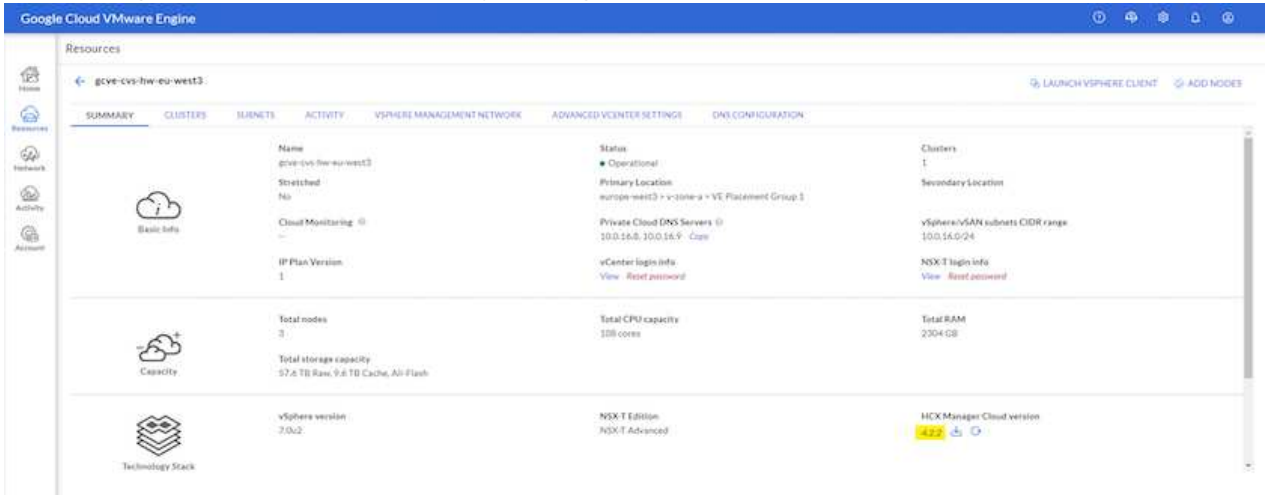 Google Cloud VMware Engine
Resources
gcve-cvs-hw-eu-west3
LAUNCH VSPHERE CLIENT
ADD NODES
SUMMARY
CLUSTERS
SUBNETS
ACTIVITY
VSPHERE MANAGEMENT NETWORK
ADVANCED VCENTER SETTINGS
DNS CONFIGURATION
Home
Resources
Network
Activity
Account
Basic Info
Name
gcve-cvs-hw-eu-west3
Status
Operational
Clusters
1
Stretched
No
Primary Location
europe-west3 > v-zone-a > VE Placement Group 1
Secondary Location
Cloud Monitoring
--
Private Cloud DNS Servers
10.0.16.8, 10.0.16.9 Copy
vSphere/vSAN subnets CIDR range
10.0.16.0/24
IP Plan Version
1
vCenter login info
View Reset password
NSX-T login info
View Reset password
Capacity
Total nodes
3
Total CPU capacity
108 cores
Total RAM
2304 GB
Total storage capacity
57.6 TB Raw, 9.6 TB Cache, All-Flash
Technology Stack
vSphere version
7.0u2
NSX-T Edition
NSX-T Advanced
HCX Manager Cloud version
4.2.2